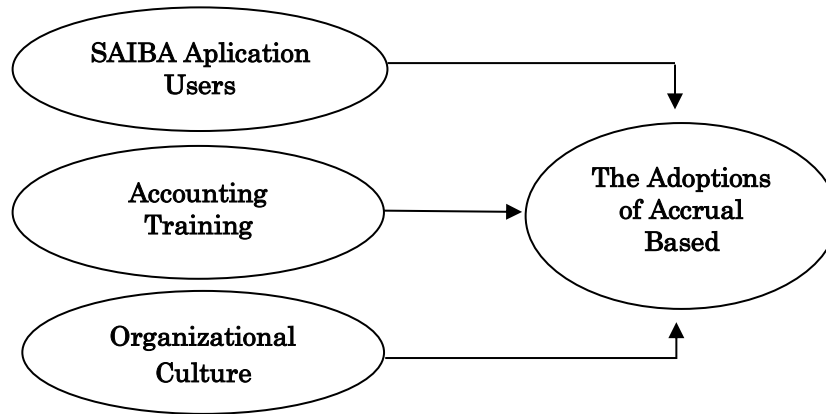 SAIBA Aplication
Users
Accounting
Training
The Adoptions
of Accrual
Based
Organizational
Culture